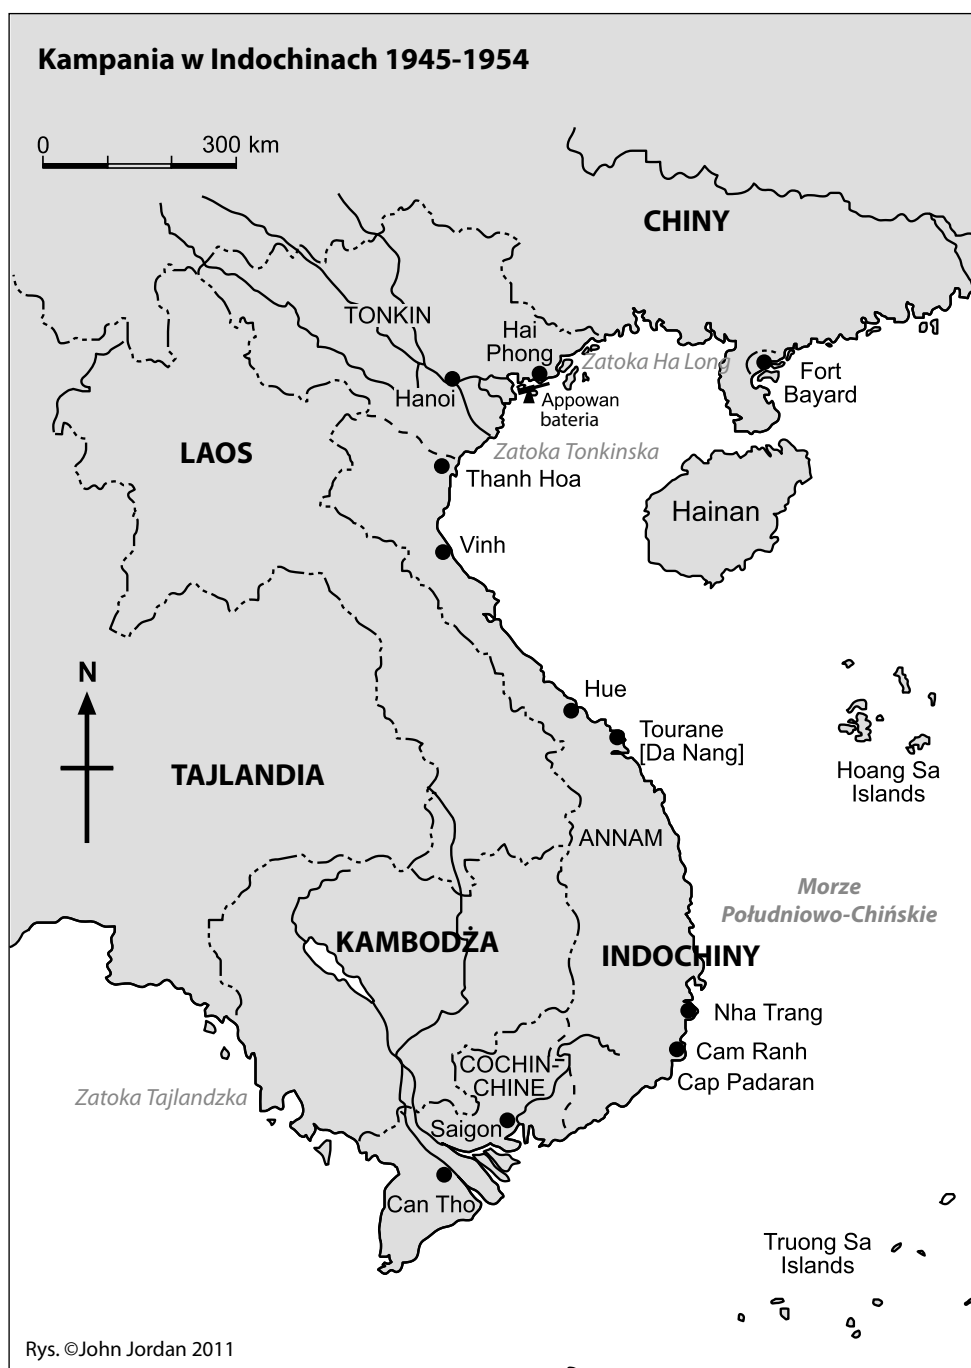 Kampania w Indochinach 1945-1954
0
300 km
CHINY
TONKIN
Hai
Phong
Zatoka Ha Long
Fort
Bayard
Hanoi
Appowan
bateria
LAOS
Zatoka Tonkinska
Thanh Hoa
Hainan
Vinh
N
Hue
Tourane
[Da Nang]
Hoang Sa
Islands
TAJLANDIA
ANNAM
Morze
Południowo-Chińskie
KAMBODŻA
INDOCHINY
Nha Trang
Cam Ranh
Cap Padaran
COCHIN-
CHINE
Zatoka Tajlandzka
Saigon
Can Tho
Truong Sa
Islands
Rys. ©John Jordan 2011